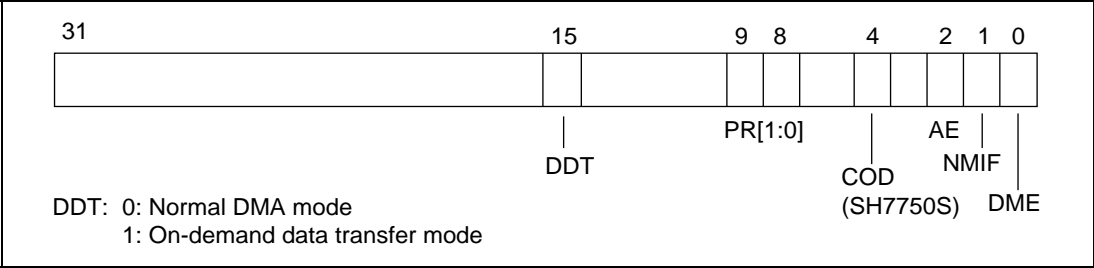 31 15 9 8 4 2 1 0
PR[1:0] AE
DDT NMIF
COD
(SH7750S) DME
DDT: 0: Normal DMA mode
1: On-demand data transfer mode